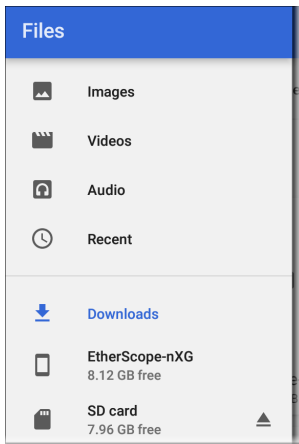 Files
Images
Videos
Audio
Recent
Downloads
EtherScope-nXG
8.12 GB free
SD card
7.96 GB free